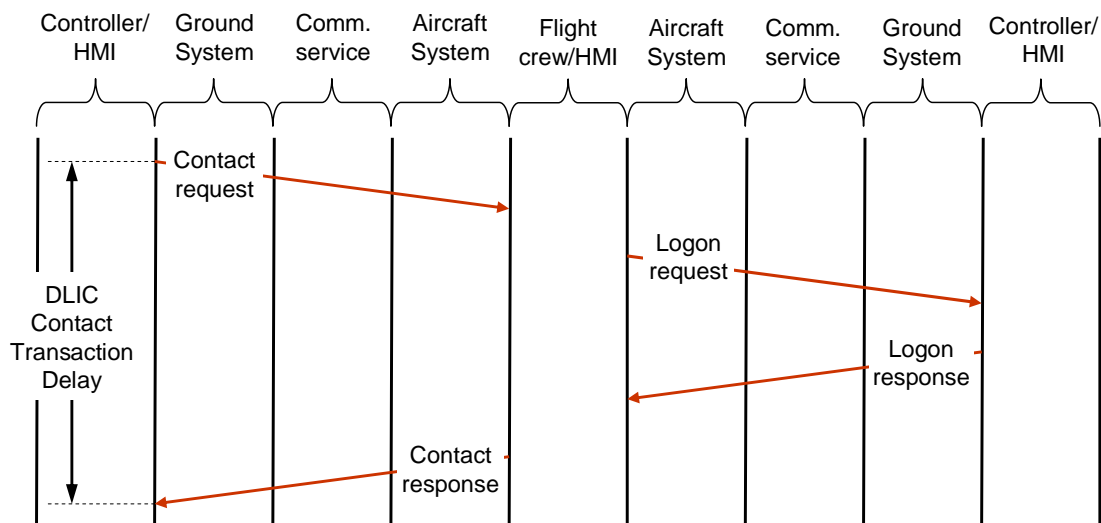 Controller/
HMI
Ground
System
Comm.
service
Aircraft
System
Flight
crew/HMI
Aircraft
System
Comm.
service
Ground
System
Controller/
HMI
Contact
request
Logon
request
DLIC
Contact
Transaction
Delay
Logon
response
Contact
response